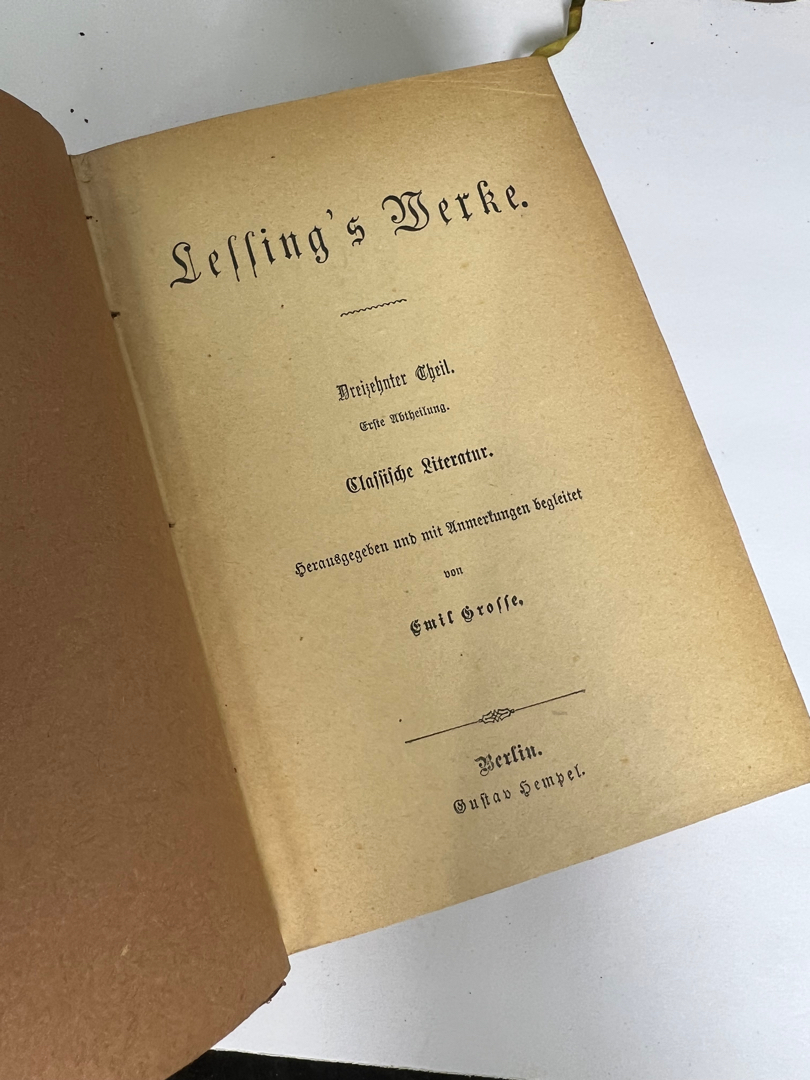 Lessing's Werke.
Dreizehnter Theil.
Erste Abtheilung.
Classische Literatur.
Herausgegeben und mit Anmerkungen begleitet
von
Emil Grosse.
Berlin.
Gustav Hempel.